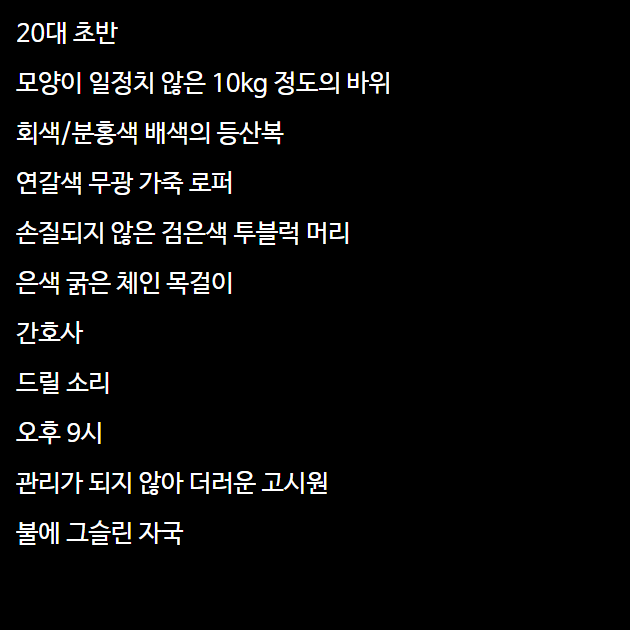 20대 초반
모양이 일정치 않은 10kg 정도의 바위
회색/분홍색 배색의 등산복
연갈색 무광 가죽 로퍼
손질되지 않은 검은색 투블럭 머리
은색 굵은 체인 목걸이
간호사
드릴 소리
오후 9시
관리가 되지 않아 더러운 고시원
불에 그슬린 자국